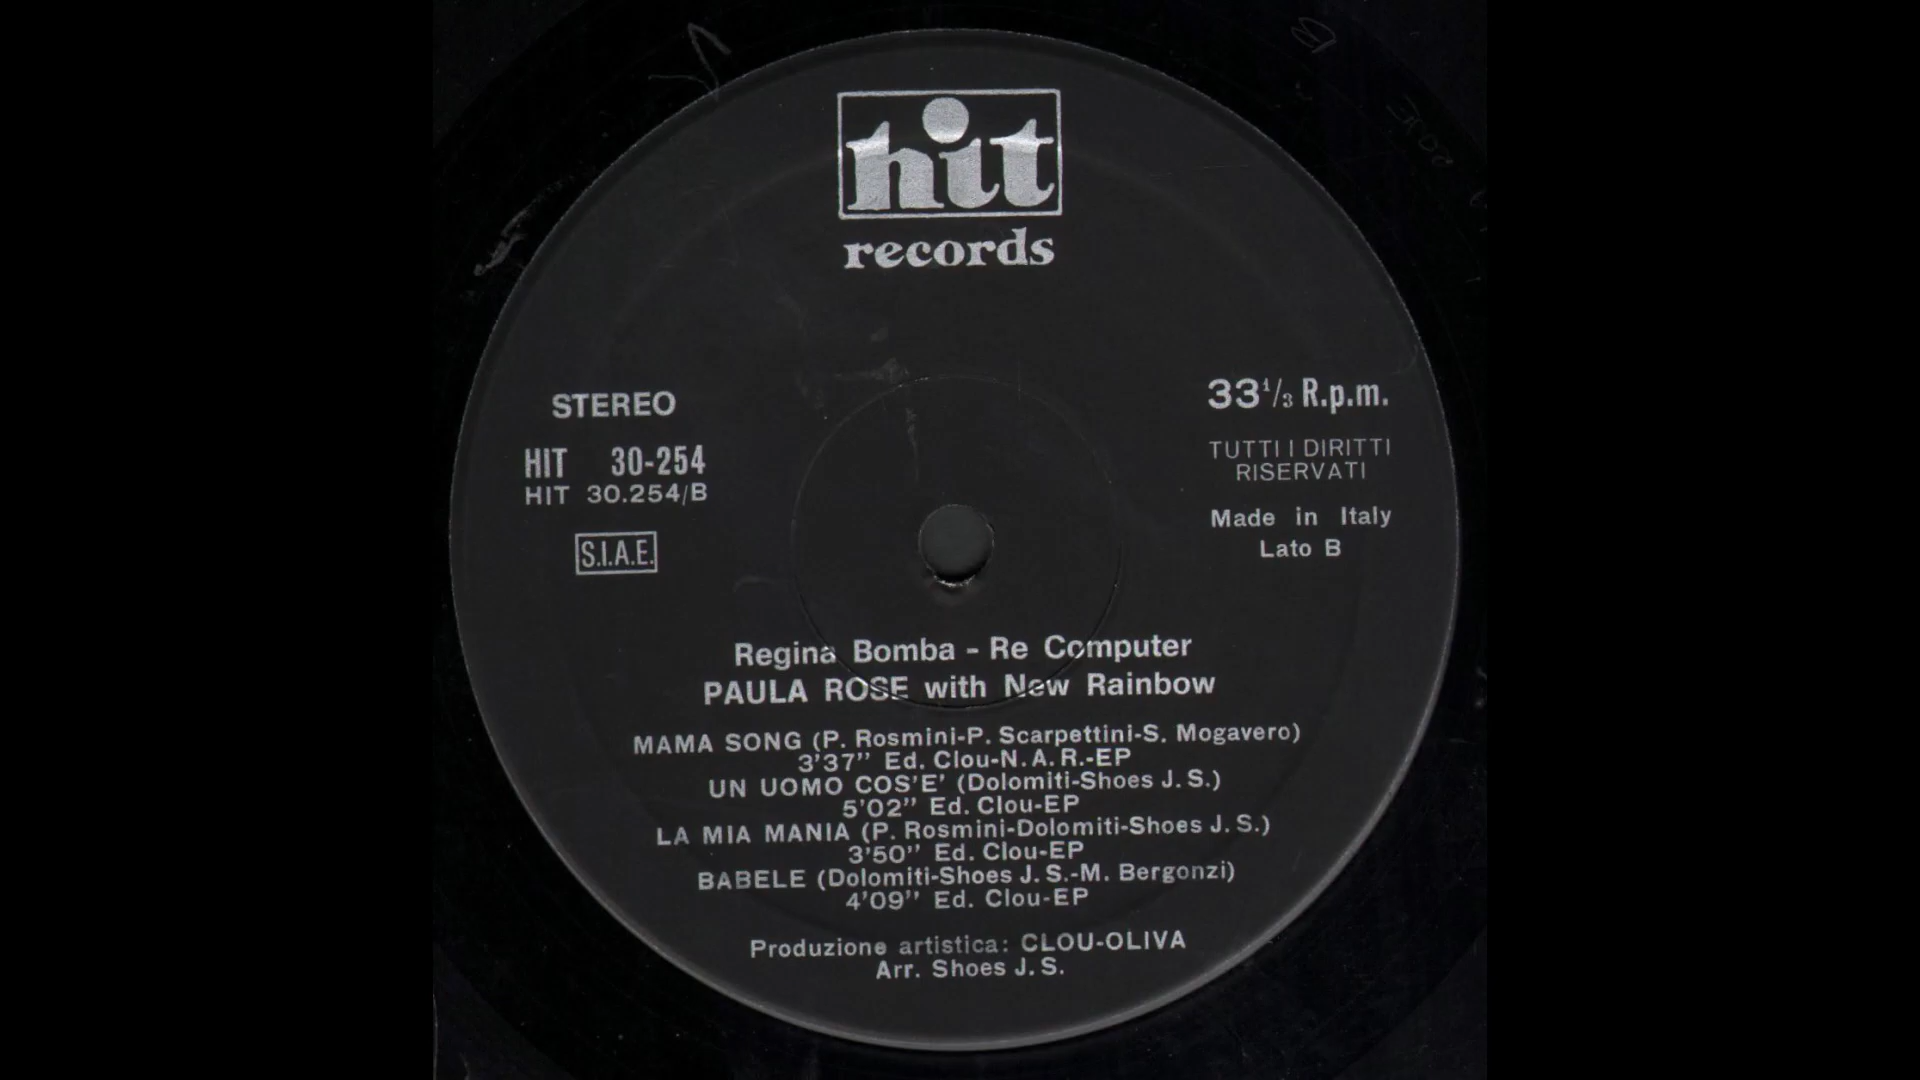 hit
records
STEREO
HIT 30-254
HIT 30.254/B
S.I.A.E.
33 1/3 R.p.m.
TUTTI I DIRITTI
RISERVATI
Made in Italy
Lato B
Regina Bomba - Re Computer
PAULA ROSE with New Rainbow
MAMA SONG (P. Rosmini-P. Scarpettini-S. Mogavero)
3'37" Ed. Clou-N.A.R.-EP
UN UOMO COS'E' (Dolomiti-Shoes J.S.)
5'02" Ed. Clou-EP
LA MIA MANIA (P. Rosmini-Dolomiti-Shoes J.S.)
3'50" Ed. Clou-EP
BABELE (Dolomiti-Shoes J.S.-M. Bergonzi)
4'09" Ed. Clou-EP
Produzione artistica: CLOU-OLIVA
Arr. Shoes J.S.